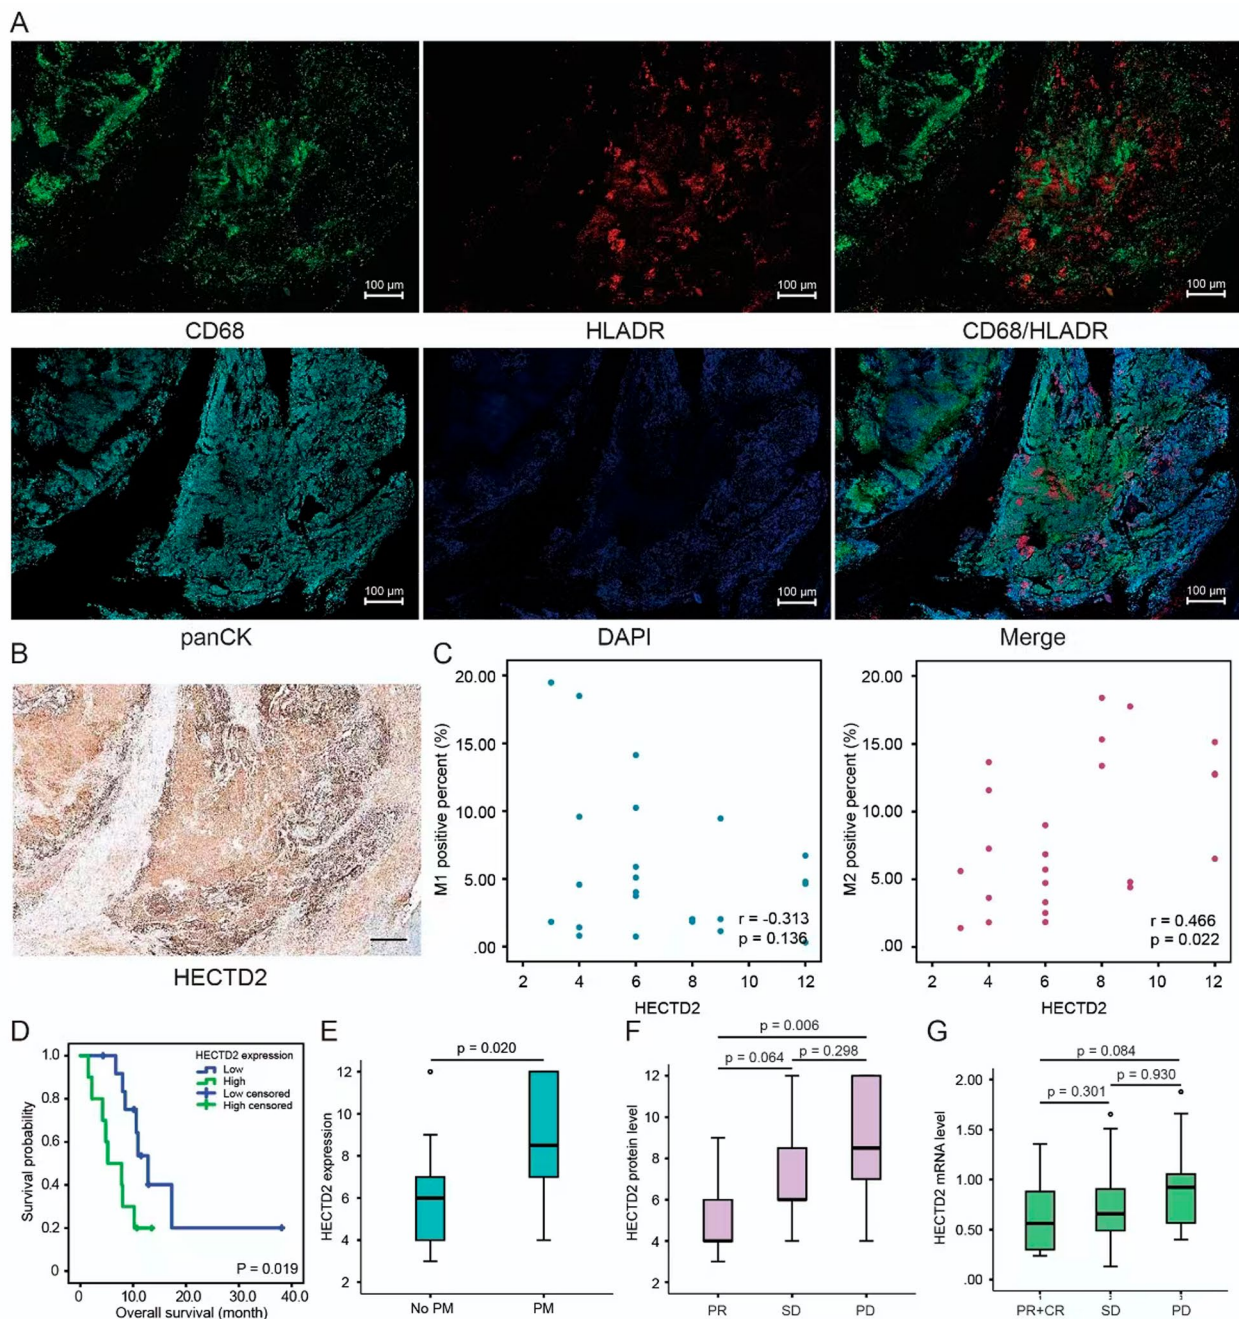 A
100 µm
100 µm
100 µm
CD68
HLADR
CD68/HLADR
100 µm
100 µm
100 µm
panCK
DAPI
Merge
B
HECTD2
C
M1 positive percent (%)
20.00
15.00
10.00
5.00
.00
r = -0.313
p = 0.136
2 4 6 8 10 12
HECTD2
M2 positive percent (%)
20.00
15.00
10.00
5.00
.00
r = 0.466
p = 0.022
2 4 6 8 10 12
HECTD2
D
Survival probability
1.0
0.8
0.6
0.4
0.2
0
HECTD2 expression
Low
High
Low censored
High censored
P = 0.019
0 10.0 20.0 30.0 40.0
Overall survival (month)
E
p = 0.020
HECTD2 expression
12
10
8
6
4
2
No PM PM
F
p = 0.006
p = 0.064
p = 0.298
HECTD2 protein level
12
10
8
6
4
2
PR SD PD
G
p = 0.084
p = 0.930
p = 0.301
HECTD2 mRNA level
2.00
1.50
1.00
0.50
.00
PR+CR SD PD